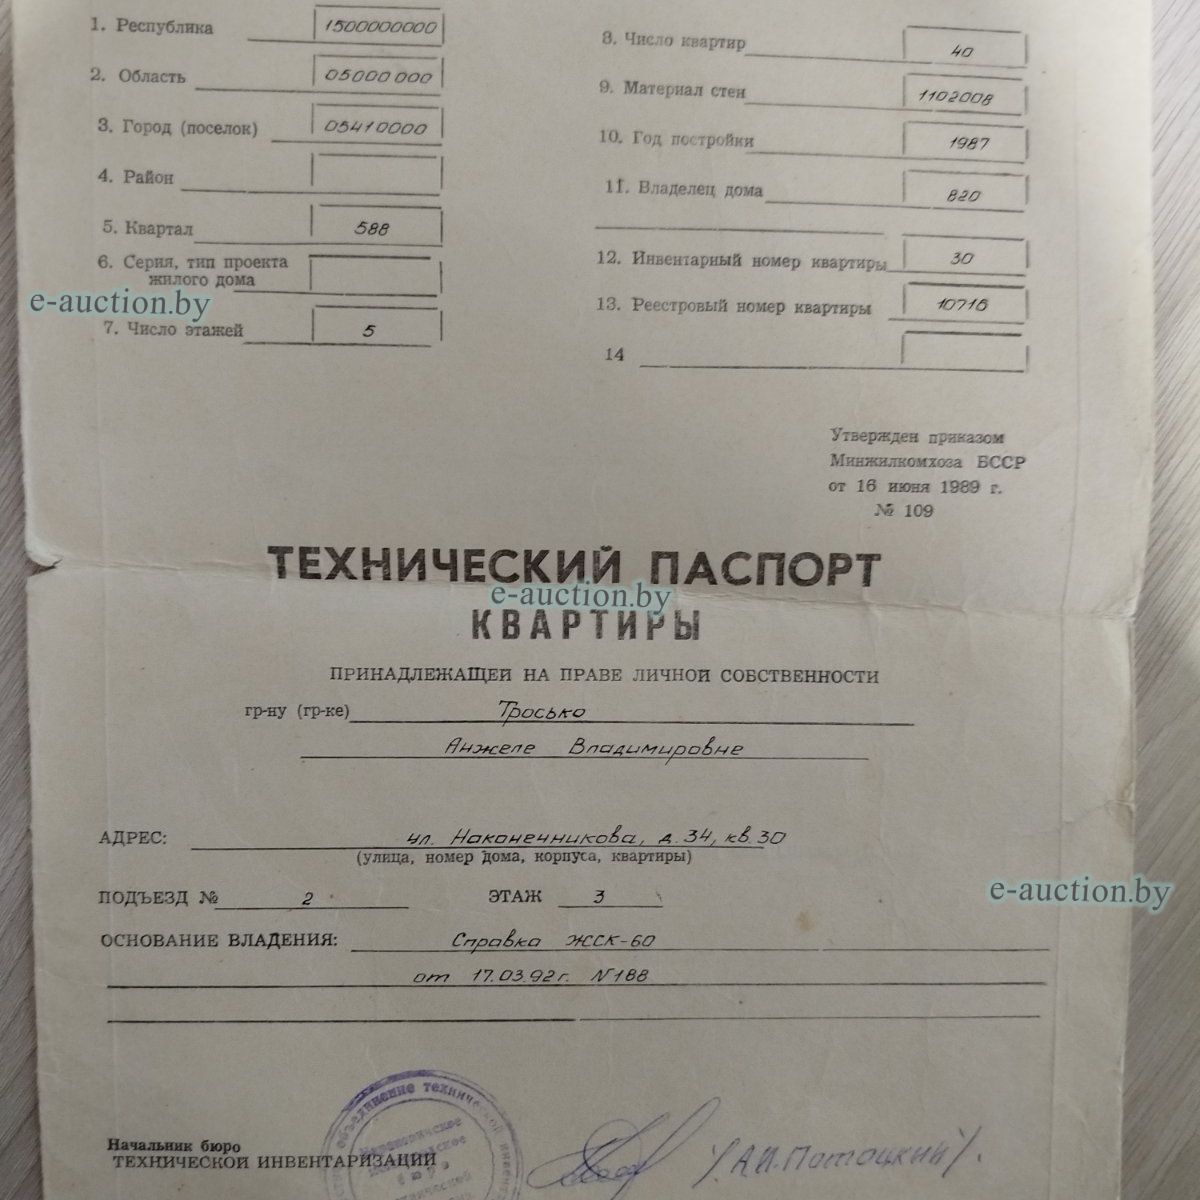 1. Республика 1500000000
2. Область 05000000
3. Город (поселок) 05410000
4. Район
5. Квартал 588
6. Серия, тип проекта
жилого дома
e-auction.by
7. Число этажей 5
8. Число квартир 40
9. Материал стен 1102008
10. Год постройки 1987
11. Владелец дома 820
12. Инвентарный номер квартиры 30
13. Реестровый номер квартиры 10716
14
Утвержден приказом
Минжилкомхоза БССР
от 16 июня 1989 г.
№ 109
ТЕХНИЧЕСКИЙ ПАСПОРТ
e-auction.by
КВАРТИРЫ
ПРИНАДЛЕЖАЩЕЙ НА ПРАВЕ ЛИЧНОЙ СОБСТВЕННОСТИ
гр-ну (гр-ке) Тросько
Анжеле Владимировне
АДРЕС: ул. Наконечникова, д. 34, кв. 30
(улица, номер дома, корпуса, квартиры)
e-auction.by
ПОДЪЕЗД № 2 ЭТАЖ 3
ОСНОВАНИЕ ВЛАДЕНИЯ: Справка ЖСК-60
от 17.03.92г. N188
объединение технической
Начальник бюро
ТЕХНИЧЕСКОЙ ИНВЕНТАРИЗАЦИИ
/А.И.Потоцкий/.